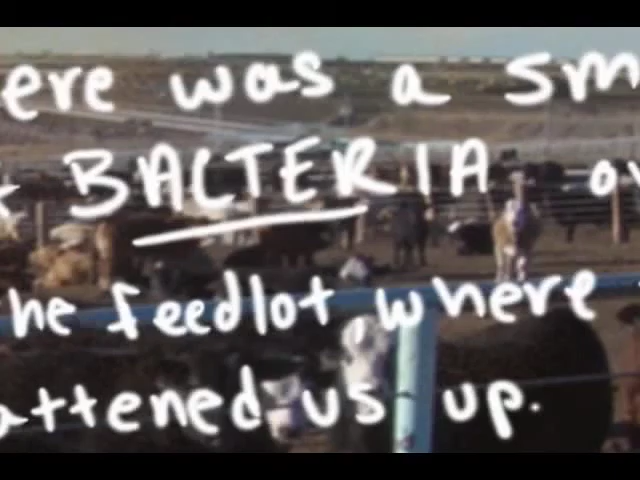 ere was a sm
t BACTERIA ov
he feedlot, where
attened us up.